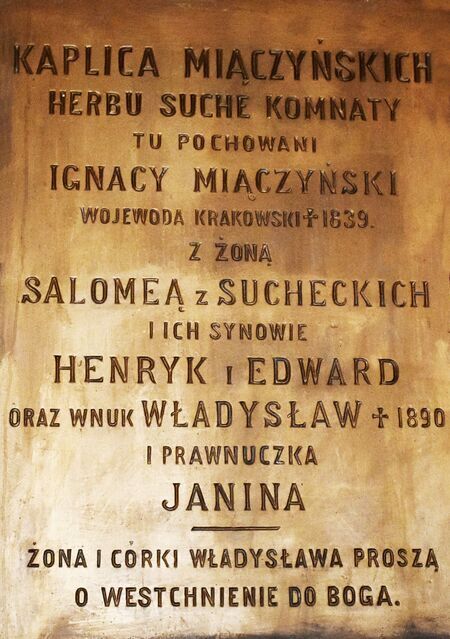 KAPLICA MIĄCZYŃSKICH
HERBU SUCHE KOMNATY
TU POCHOWANI
IGNACY MIĄCZYŃSKI
WOJEWODA KRAKOWSKI ✝ 1839.
Z ŻONĄ
SALOMEĄ z SUCHECKICH
I ICH SYNOWIE
HENRYK I EDWARD
ORAZ WNUK WŁADYSŁAW ✝ 1890
I PRAWNUCZKA
JANINA
ŻONA I CÓRKI WŁADYSŁAWA PROSZĄ
O WESTCHNIENIE DO BOGA.